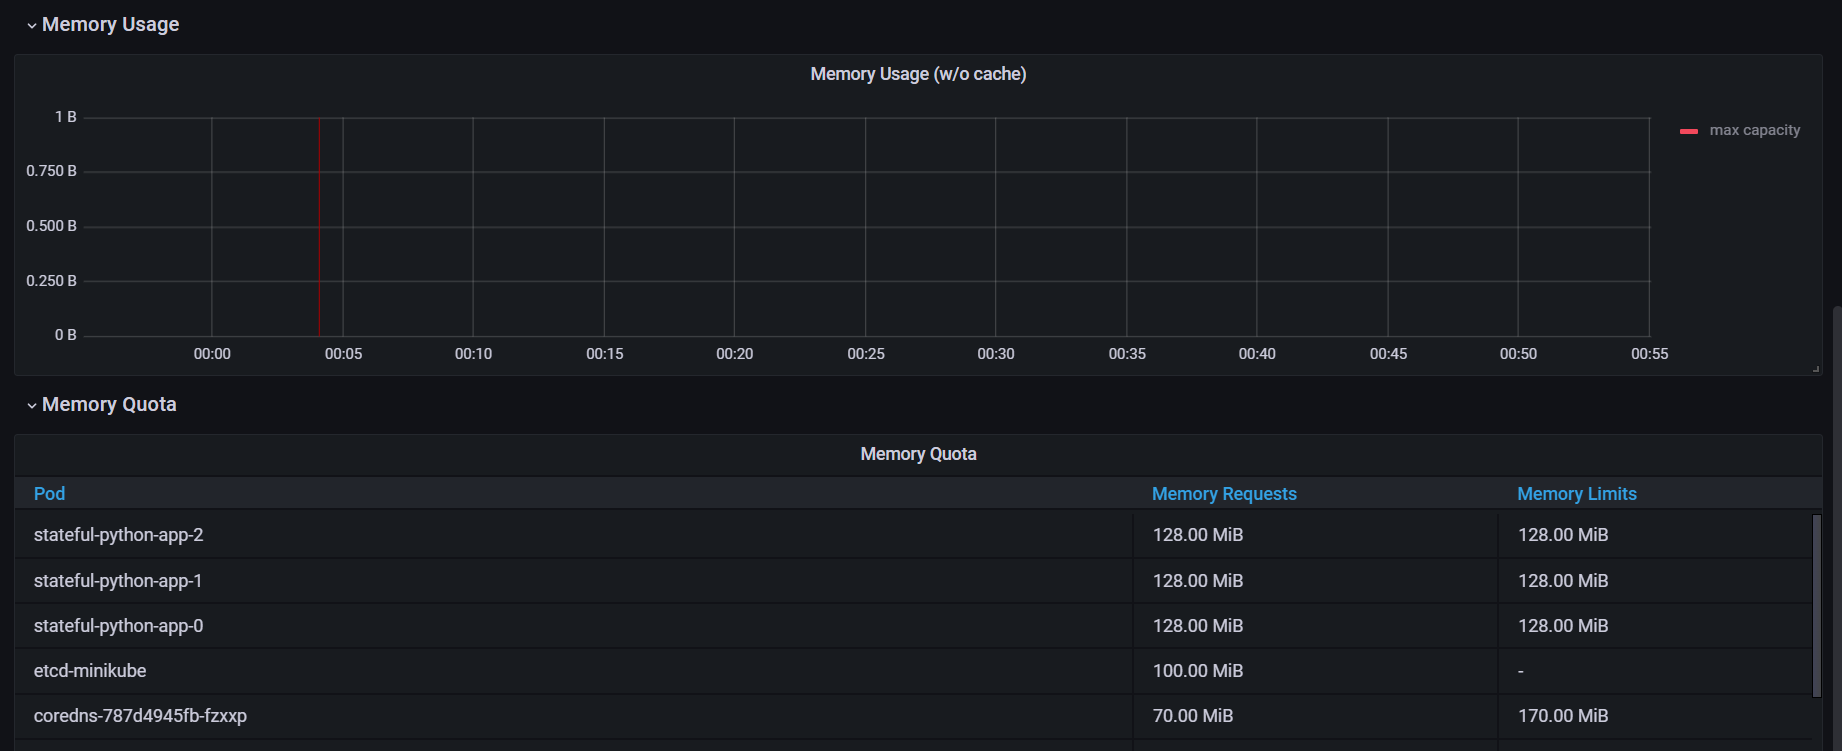 Memory Usage
Memory Usage (w/o cache)
1 B
0.750 B
0.500 B
0.250 B
0 B
00:00 00:05 00:10 00:15 00:20 00:25 00:30 00:35 00:40 00:45 00:50 00:55
max capacity
Memory Quota
Memory Quota
Pod Memory Requests Memory Limits
stateful-python-app-2 128.00 MiB 128.00 MiB
stateful-python-app-1 128.00 MiB 128.00 MiB
stateful-python-app-0 128.00 MiB 128.00 MiB
etcd-minikube 100.00 MiB -
coredns-787d4945fb-fzxxp 70.00 MiB 170.00 MiB